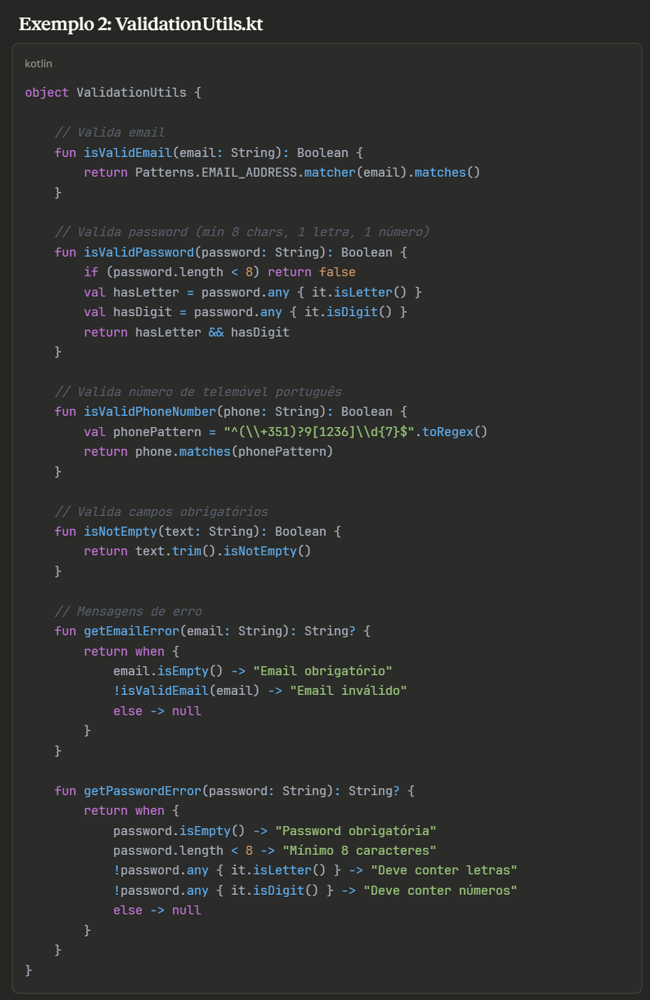 Exemplo 2: ValidationUtils.kt
kotlin
object ValidationUtils {
    // Valida email
    fun isValidEmail(email: String): Boolean {
        return Patterns.EMAIL_ADDRESS.matcher(email).matches()
    }
    // Valida password (min 8 chars, 1 letra, 1 número)
    fun isValidPassword(password: String): Boolean {
        if (password.length < 8) return false
        val hasLetter = password.any { it.isLetter() }
        val hasDigit = password.any { it.isDigit() }
        return hasLetter && hasDigit
    }
    // Valida número de telemóvel português
    fun isValidPhoneNumber(phone: String): Boolean {
        val phonePattern = "^(\\+351)?9[1236]\\d{7}$".toRegex()
        return phone.matches(phonePattern)
    }
    // Valida campos obrigatórios
    fun isNotEmpty(text: String): Boolean {
        return text.trim().isNotEmpty()
    }
    // Mensagens de erro
    fun getEmailError(email: String): String? {
        return when {
            email.isEmpty() -> "Email obrigatório"
            !isValidEmail(email) -> "Email inválido"
            else -> null
        }
    }
    fun getPasswordError(password: String): String? {
        return when {
            password.isEmpty() -> "Password obrigatória"
            password.length < 8 -> "Mínimo 8 caracteres"
            !password.any { it.isLetter() } -> "Deve conter letras"
            !password.any { it.isDigit() } -> "Deve conter números"
            else -> null
        }
    }
}